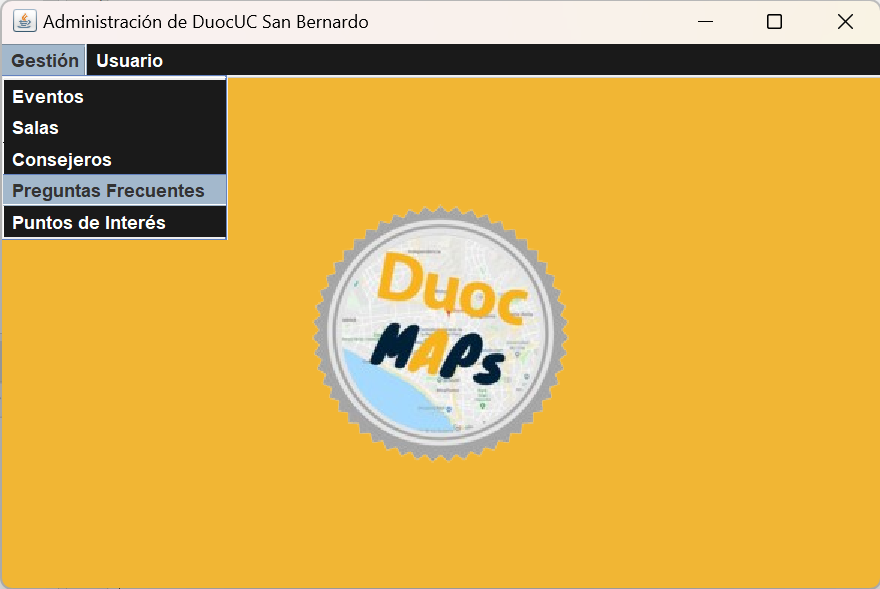 Administración de DuocUC San Bernardo
Gestión Usuario
Eventos
Salas
Consejeros
Preguntas Frecuentes
Puntos de Interés
Duoc
MAPS